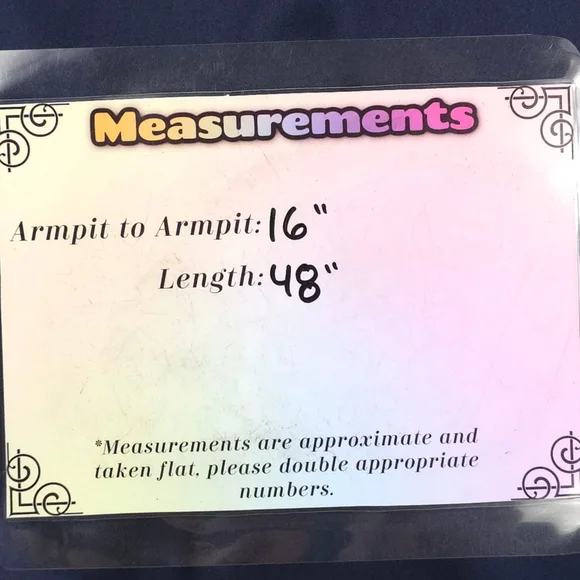 Measurements
Armpit to Armpit: 16"
Length: 48"
*Measurements are approximate and
taken flat, please double appropriate
numbers.